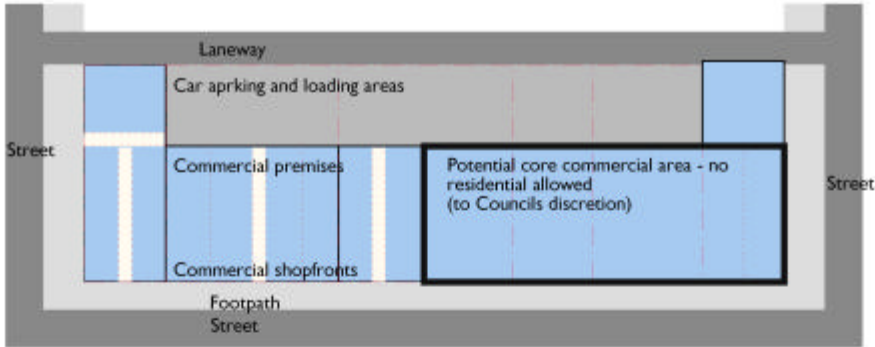 Laneway
Car aprking and loading areas
Street
Commercial premises
Potential core commercial area - no
residential allowed
(to Councils discretion)
Street
Commercial shopfronts
Footpath
Street